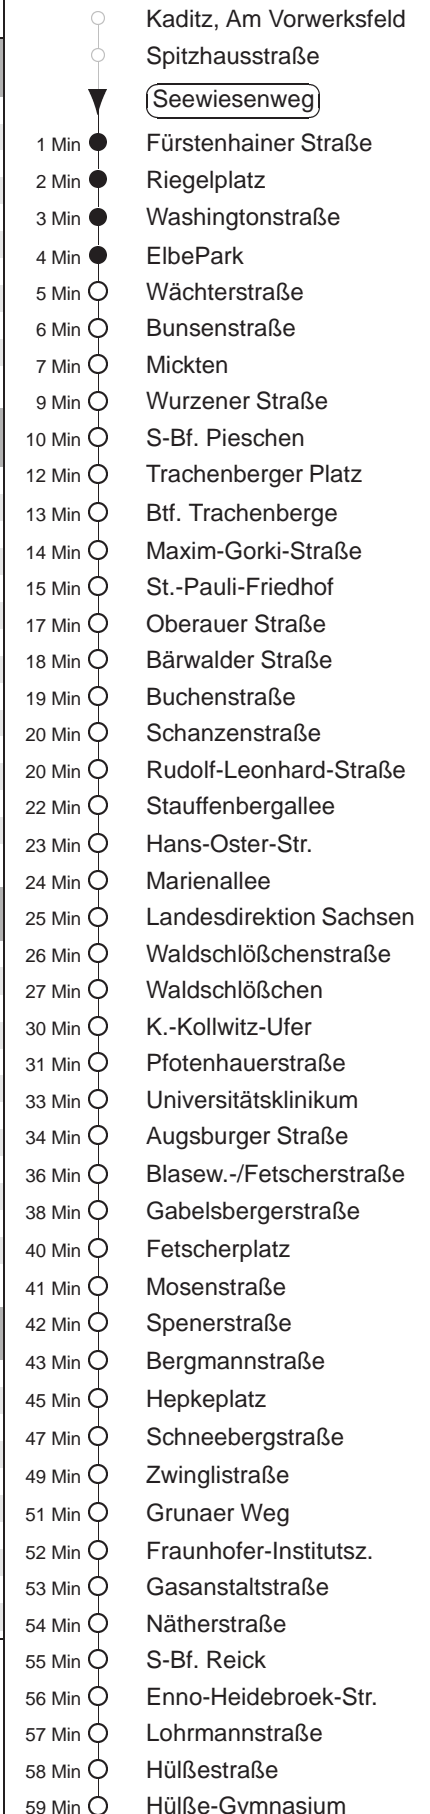 Kaditz, Am Vorwerksfeld
Spitzhausstraße
Seewiesenweg
1 Min Fürstenhainer Straße
2 Min Riegelplatz
3 Min Washingtonstraße
4 Min ElbePark
5 Min Wächterstraße
6 Min Bunsenstraße
7 Min Mickten
9 Min Wurzener Straße
10 Min S-Bf. Pieschen
12 Min Trachenberger Platz
13 Min Btf. Trachenberge
14 Min Maxim-Gorki-Straße
15 Min St.-Pauli-Friedhof
17 Min Oberauer Straße
18 Min Bärwalder Straße
19 Min Buchenstraße
20 Min Schanzenstraße
20 Min Rudolf-Leonhard-Straße
22 Min Stauffenbergallee
23 Min Hans-Oster-Str.
24 Min Marienallee
25 Min Landesdirektion Sachsen
26 Min Waldschlößchenstraße
27 Min Waldschlößchen
30 Min K.-Kollwitz-Ufer
31 Min Pfotenhauerstraße
33 Min Universitätsklinikum
34 Min Augsburger Straße
36 Min Blasew.-/Fetscherstraße
38 Min Gabelsbergerstraße
40 Min Fetscherplatz
41 Min Mosenstraße
42 Min Spenerstraße
43 Min Bergmannstraße
45 Min Hepkeplatz
47 Min Schneebergstraße
49 Min Zwinglistraße
51 Min Grunaer Weg
52 Min Fraunhofer-Institutsz.
53 Min Gasanstaltstraße
54 Min Nätherstraße
55 Min S-Bf. Reick
56 Min Enno-Heidebroek-Str.
57 Min Lohrmannstraße
58 Min Hülßestraße
59 Min Hülße-Gymnasium